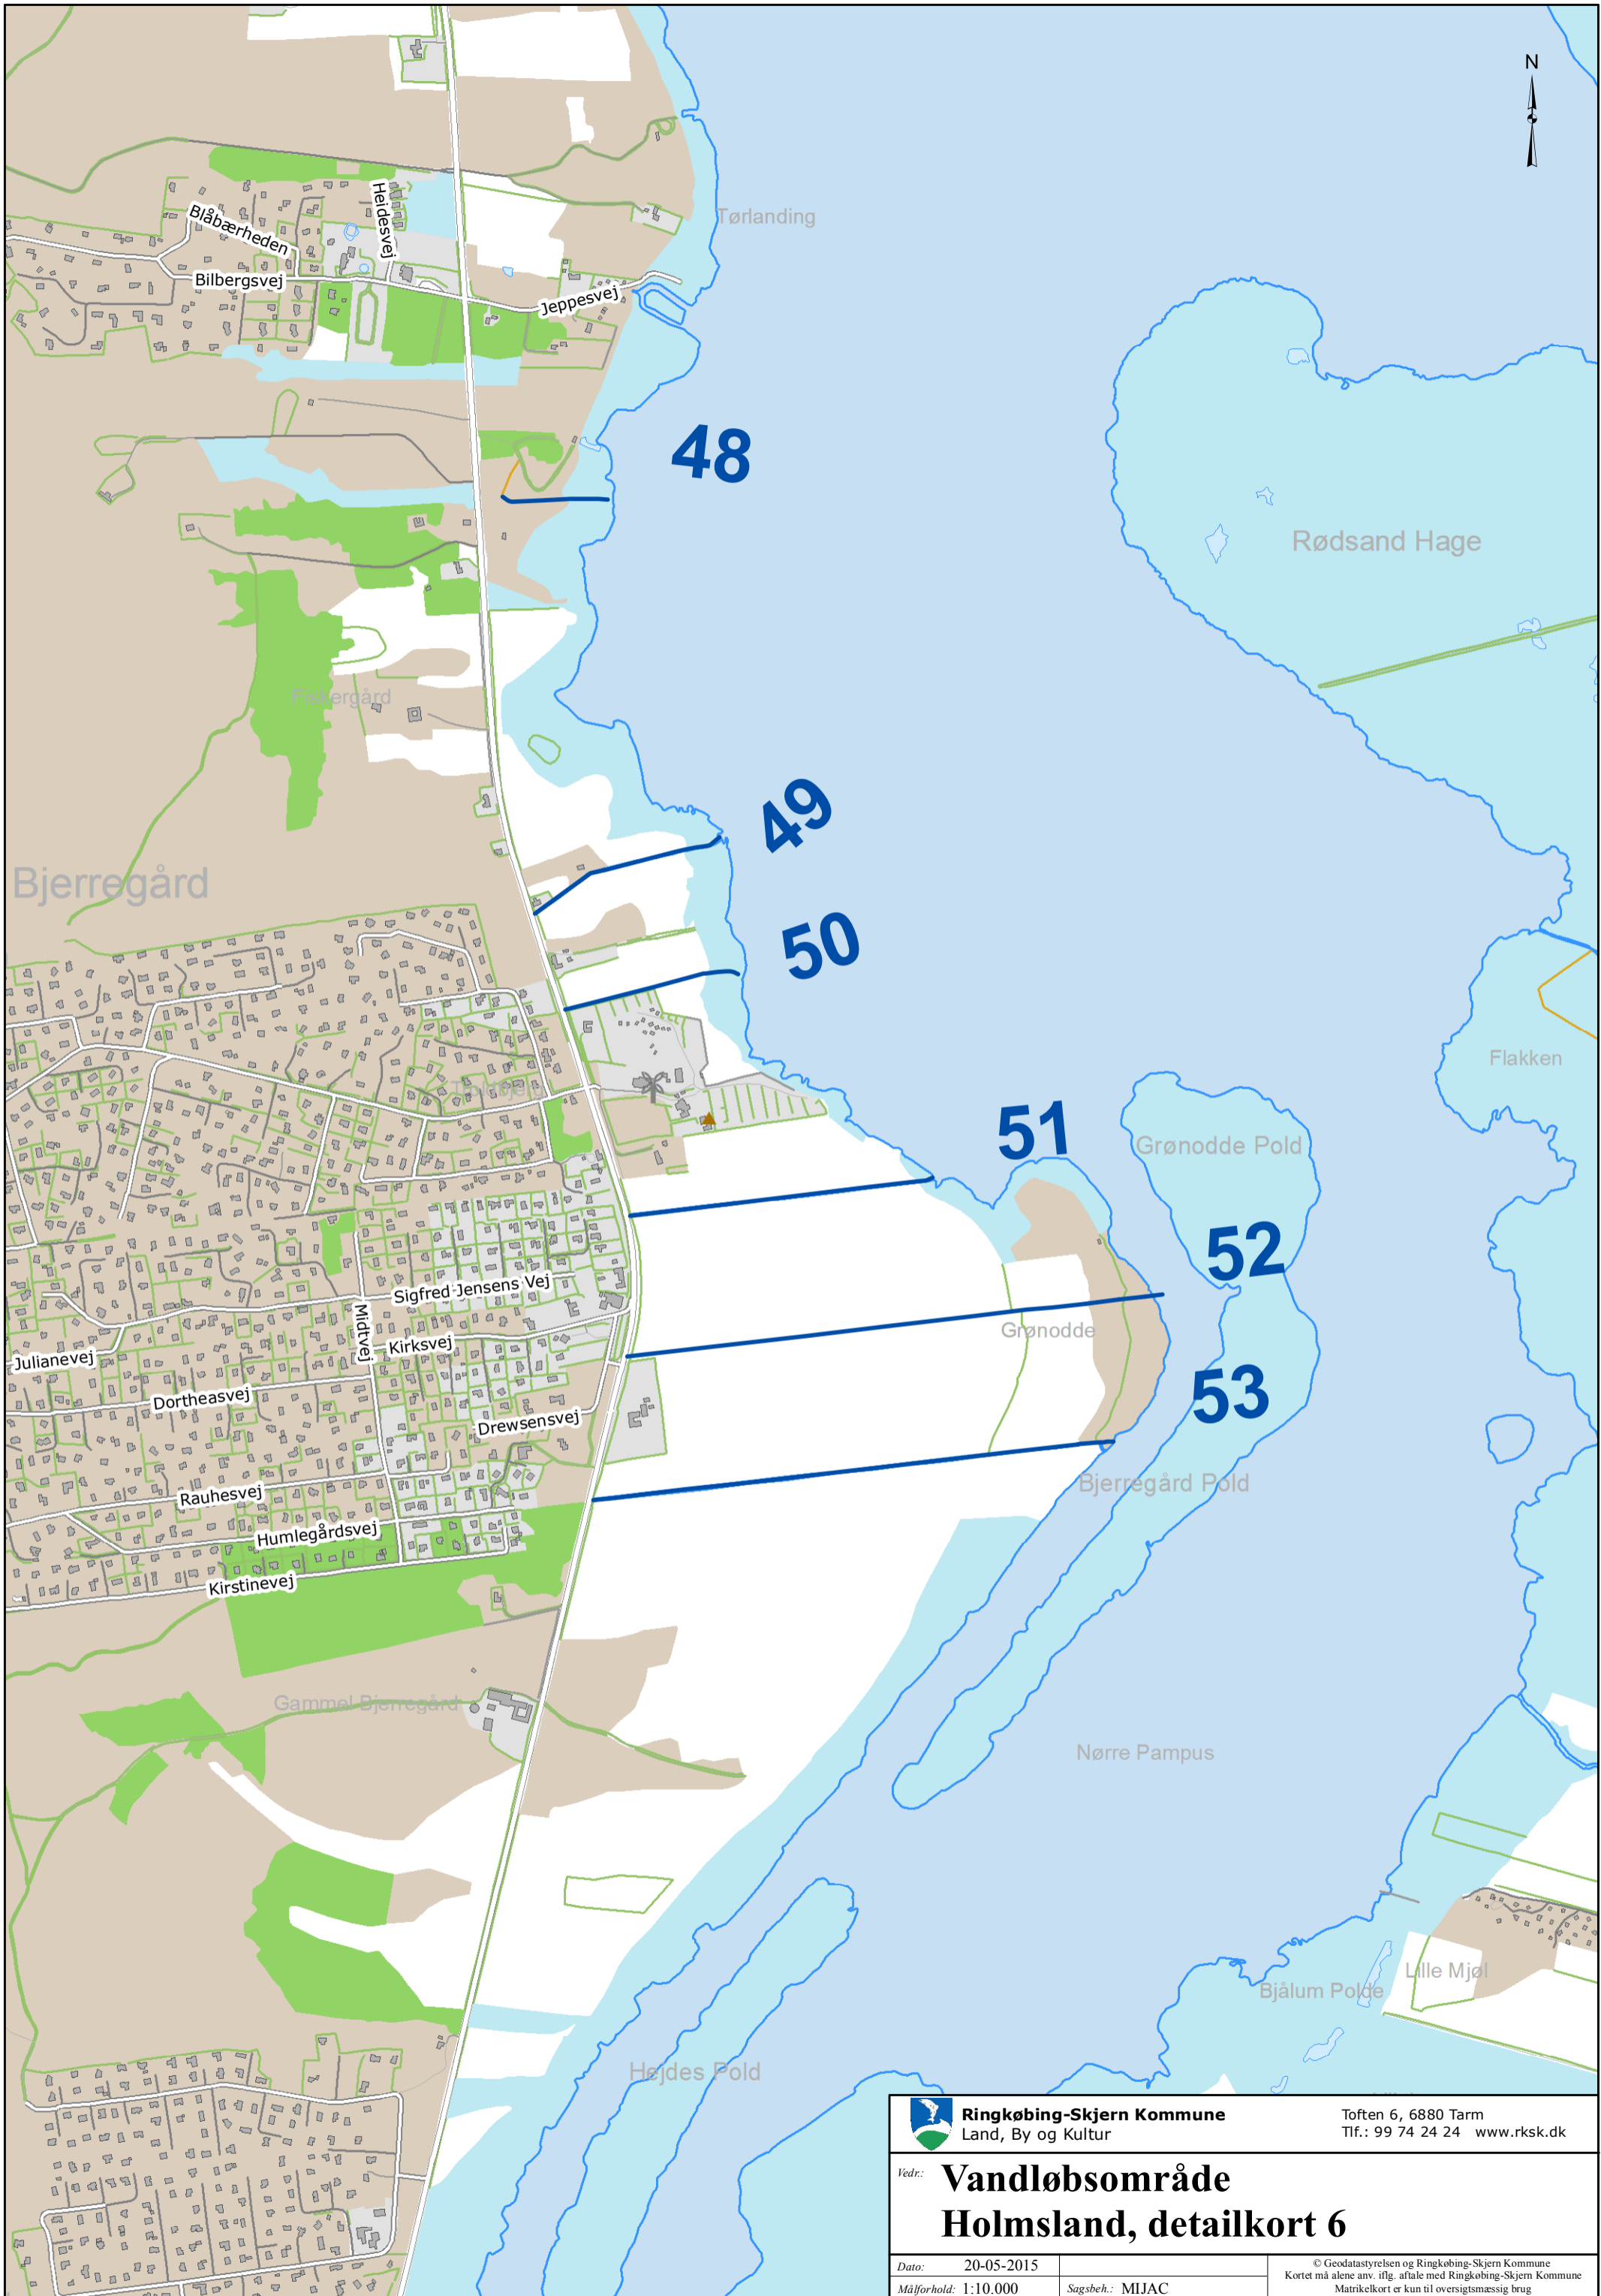 N
Tørlanding
Heidesvej
Blåbærheden
Bilbergsvej
Jeppesvej
48
Rødsand Hage
Fiskergård
49
Bjerregård
50
Flakken
51
Grønodde Pold
52
Sigfred Jensens Vej
Midtvej
Kirksvej
Grønodde
Julianevej
53
Dortheasvej
Drewsensvej
Bjerregård Pold
Rauhesvej
Humlegårdsvej
Kirstinevej
Gammel Bjerregård
Nørre Pampus
Lille Mjøl
Bjålum Polde
Hejdes Pold
Ringkøbing-Skjern Kommune
Land, By og Kultur
Toften 6, 6880 Tarm
Tlf.: 99 74 24 24 www.rksk.dk
Vedr.: Vandløbsområde
Holmsland, detailkort 6
Dato: 20-05-2015
Målforhold: 1:10.000
Sagsbeh.: MIJAC
© Geodatastyrelsen og Ringkøbing-Skjern Kommune
Kortet må alene anv. iflg. aftale med Ringkøbing-Skjern Kommune
Matrikelkort er kun til oversigtsmæssig brug